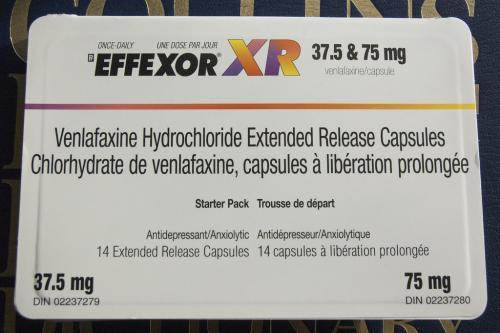 COLLINS
ONCE-DAILY UNE DOSE PAR JOUR
EFFEXOR® XR 37.5 & 75 mg
venlafaxine/capsule
Venlafaxine Hydrochloride Extended Release Capsules
Chlorhydrate de venlafaxine, capsules à libération prolongée
Starter Pack Trousse de départ
Antidepressant/Anxiolytic Antidépresseur/Anxiolytique
14 Extended Release Capsules 14 capsules à libération prolongée
37.5 mg 75 mg
DIN 02237279 DIN 02237280